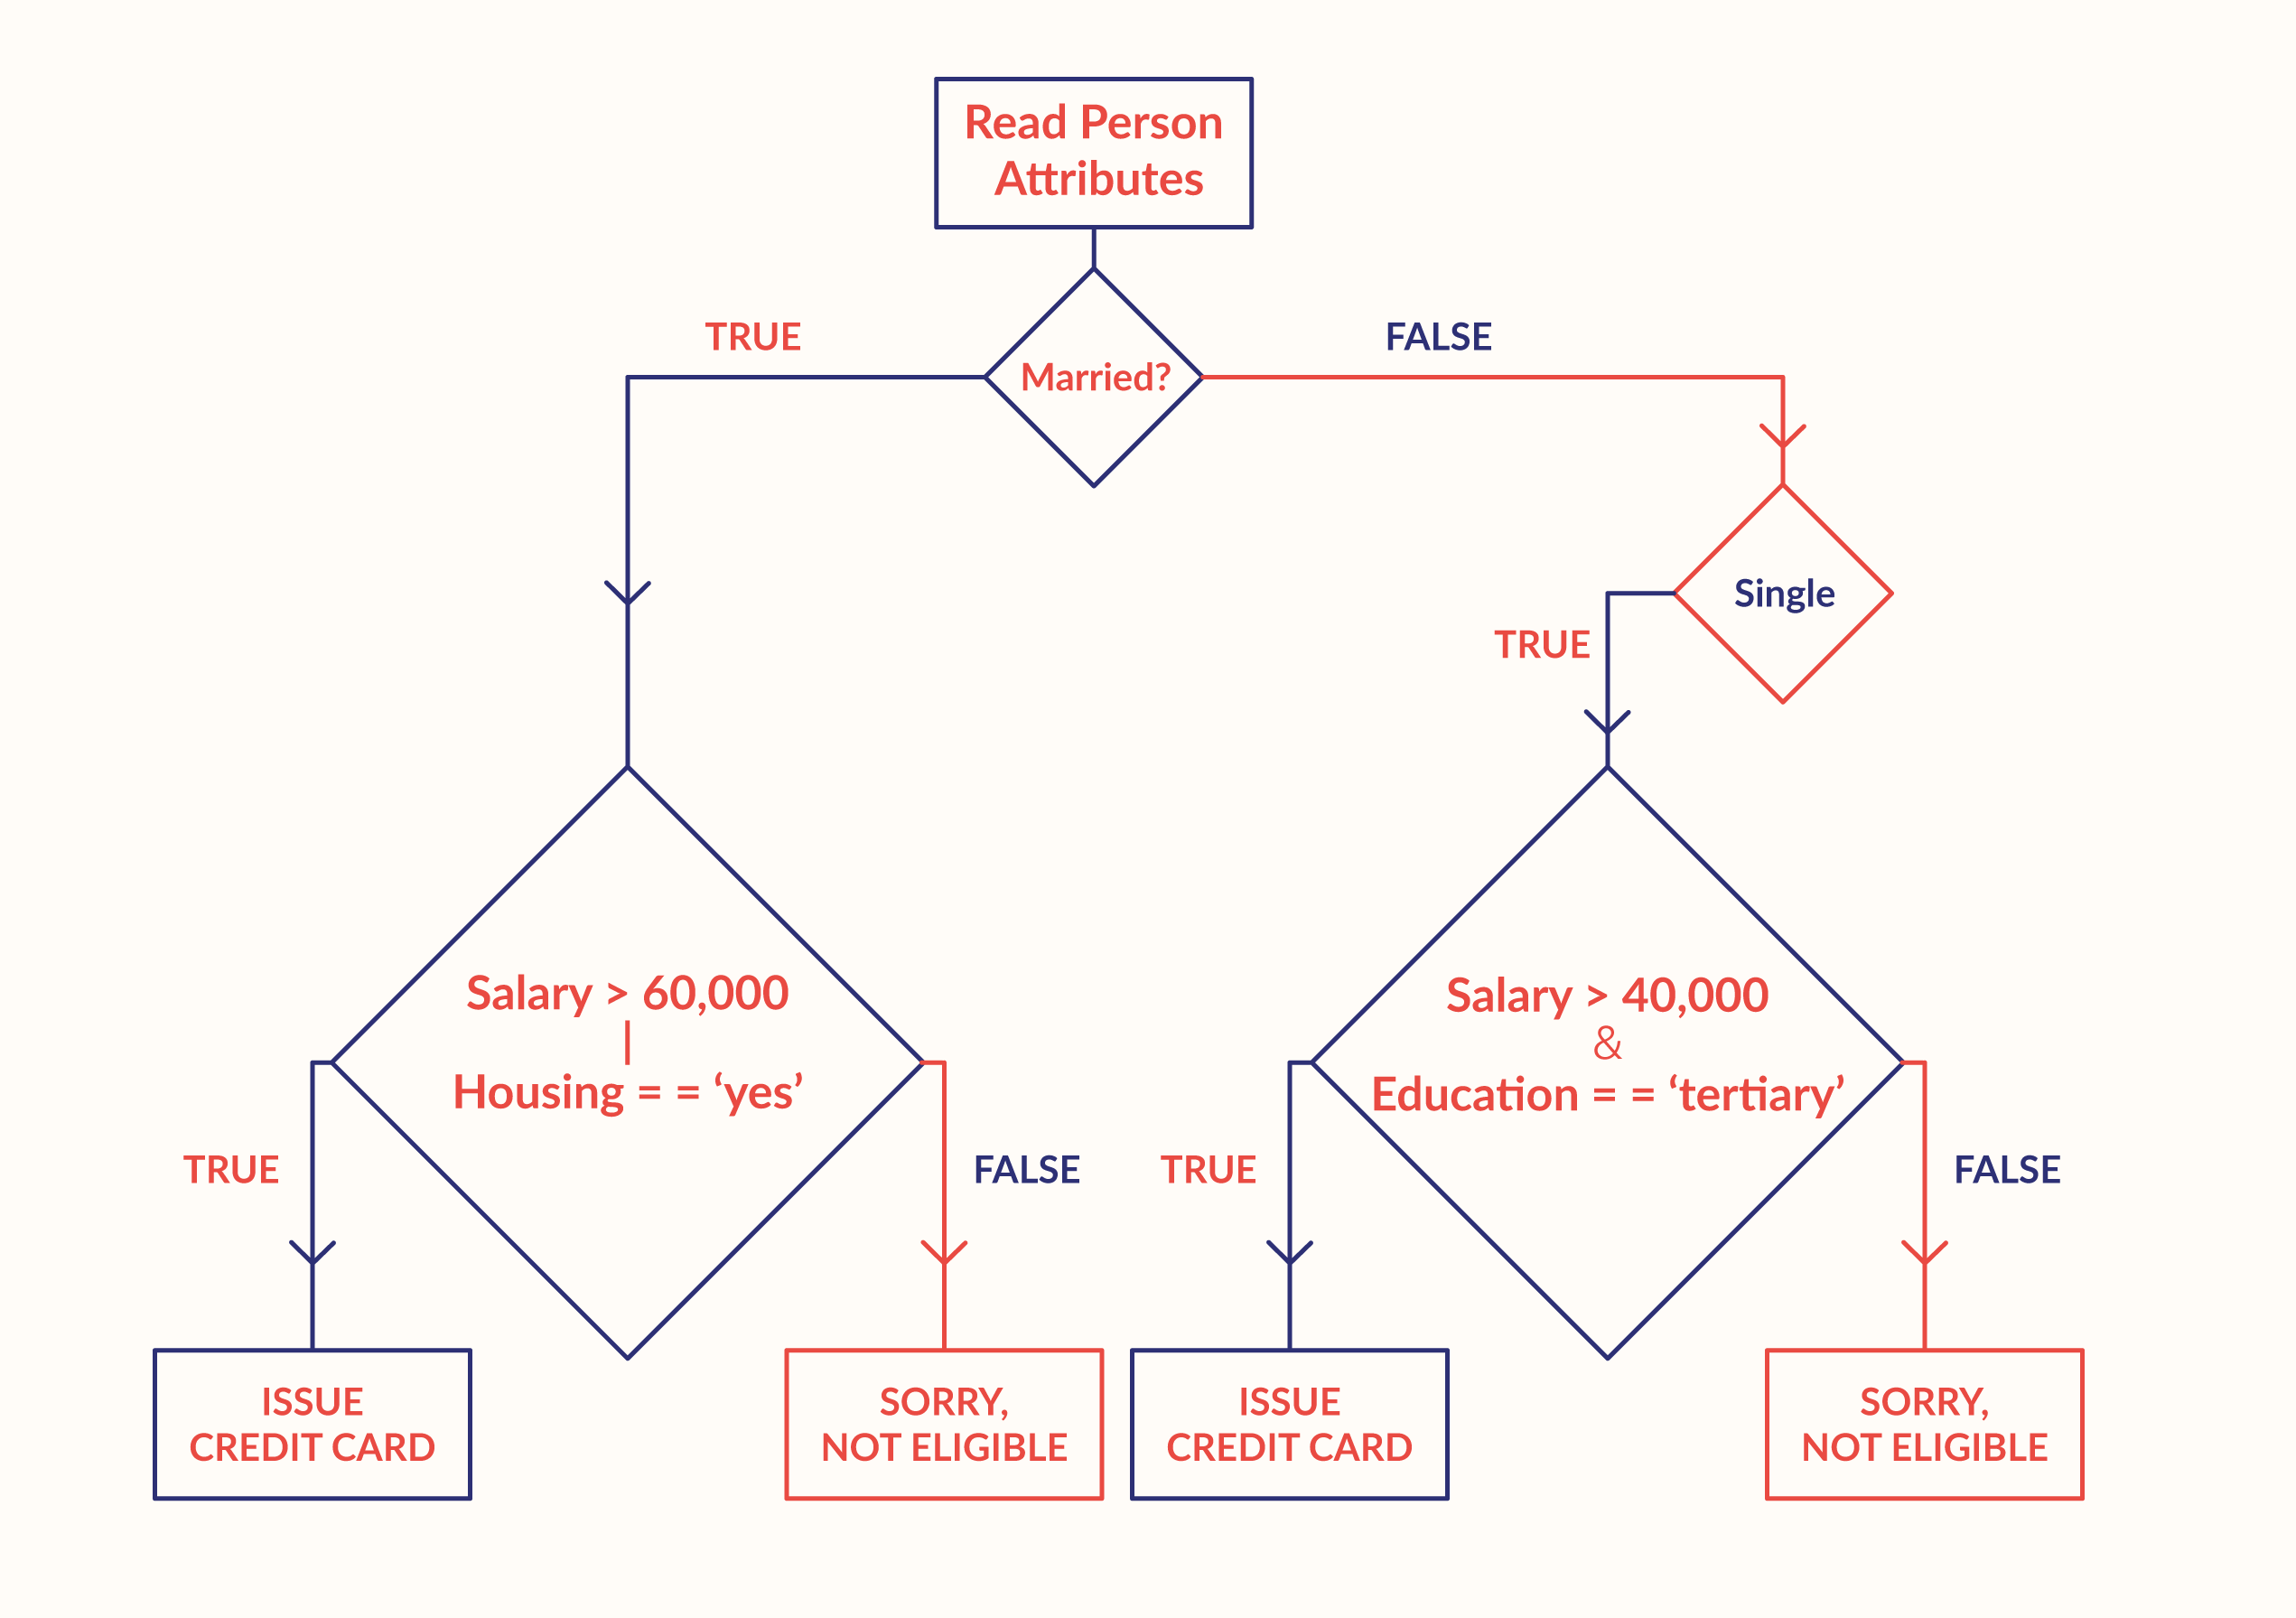 Read Person
Attributes
TRUE
Married?
FALSE
Single
TRUE
Salary > 60,000
|
Housing = = ‘yes’
TRUE
FALSE
Salary > 40,000
&
Education = = ‘tertiary’
TRUE
FALSE
ISSUE
CREDIT CARD
SORRY,
NOT ELIGIBLE
ISSUE
CREDIT CARD
SORRY,
NOT ELIGIBLE